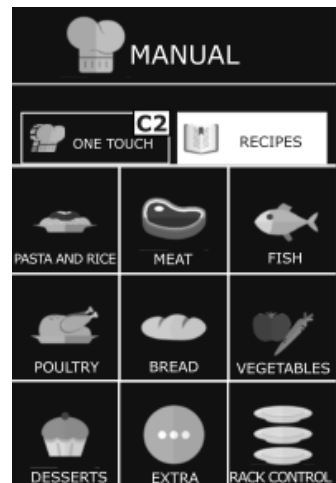 MANUAL
C2
ONE TOUCH
RECIPES
PASTA AND RICE
MEAT
FISH
POULTRY
BREAD
VEGETABLES
DESSERTS
EXTRA
RACK CONTROL